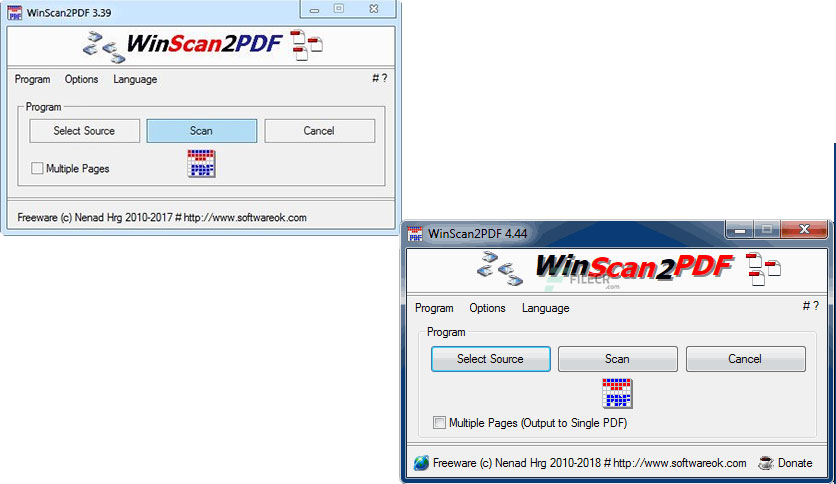 WinScan2PDF 3.39
WinScan2PDF
Program Options Language # ?
Program
Select Source Scan Cancel
PDF
Multiple Pages
Freeware (c) Nenad Hrg 2010-2017 # http://www.softwareok.com
WinScan2PDF 4.44
WinScan2PDF
FILECR
.com
Program Options Language # ?
Program
Select Source Scan Cancel
PDF
Multiple Pages (Output to Single PDF)
Freeware (c) Nenad Hrg 2010-2018 # http://www.softwareok.com Donate